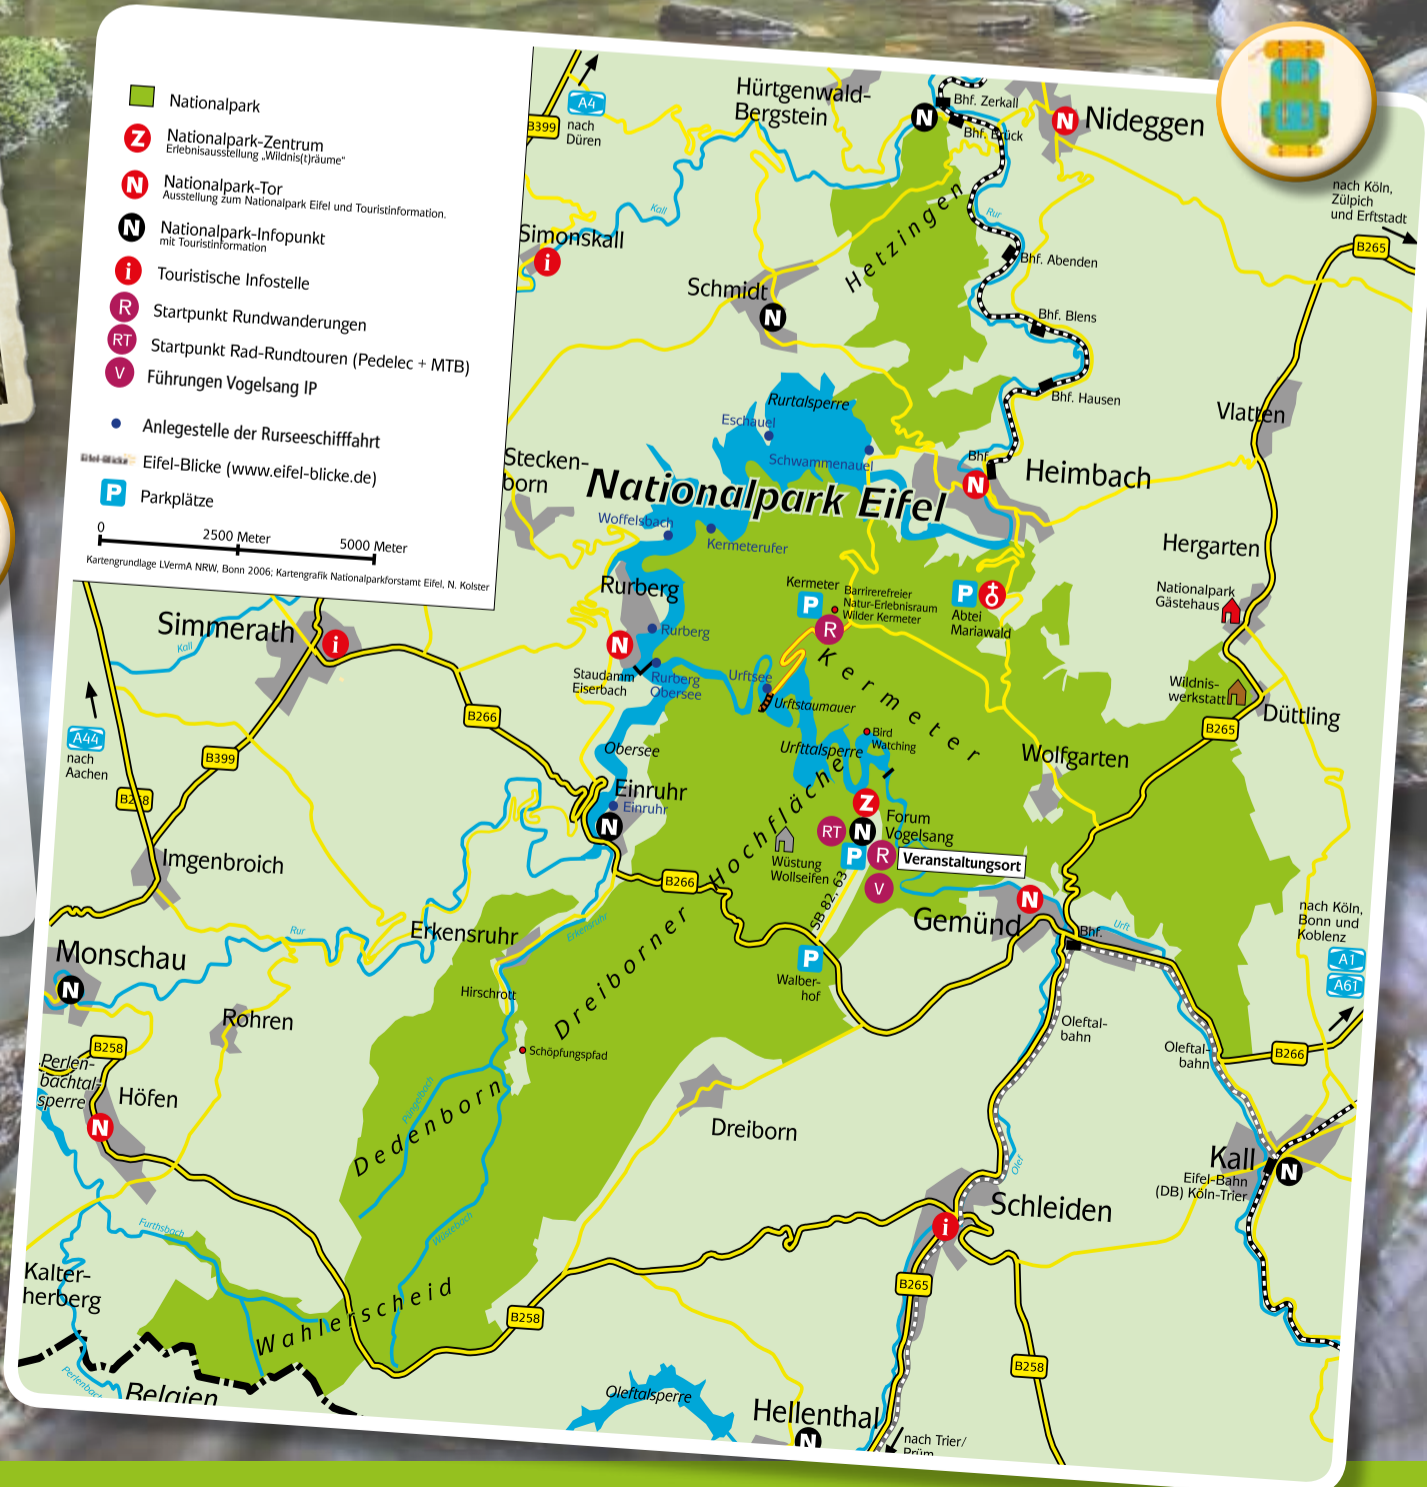 Nationalpark
Z
Nationalpark-Zentrum
Erlebnisausstellung „Wildnis(t)räume“
N
Nationalpark-Tor
Ausstellung zum Nationalpark Eifel und Touristinformation.
N
Nationalpark-Infopunkt
mit Touristinformation
i
Touristische Infostelle
R
Startpunkt Rundwanderungen
RT
Startpunkt Rad-Rundtouren (Pedelec + MTB)
V
Führungen Vogelsang IP
Anlegestelle der Rurseeschifffahrt
Eifel-Blicke
Eifel-Blicke (www.eifel-blicke.de)
P
Parkplätze
0
2500 Meter
5000 Meter
Kartengrundlage LVermA NRW, Bonn 2006; Kartengrafik Nationalparkforstamt Eifel, N. Kolster
A4
nach
Düren
B399
Hürtgenwald-
Bergstein
N
Bhf. Zerkall
Bhf. Brück
N
Nideggen
nach Köln,
Zülpich
und Erftstadt
B265
Kall
Rur
Simonskall
i
Hetzingen
Bhf. Abenden
Schmidt
N
Bhf. Blens
Bhf. Hausen
Vlatten
Rurtalsperre
Eschauel
Schwammenauel
Bhf.
N
Heimbach
Stecken-
born
Nationalpark Eifel
Woffelsbach
Kermeterufer
Hergarten
Nationalpark
Gästehaus
Rurberg
Kermeter
P
Barrirerefreier
Natur-Erlebnisraum
Wilder Kermeter
R
P
Abtei
Mariawald
Simmerath
i
Kall
Rurberg
N
Staudamm
Eiserbach
Rurberg
Obersee
Urftsee
Urftstaumauer
Kermeter
Wildnis-
werkstatt
Düttling
B265
A44
nach
Aachen
B266
B399
B258
Obersee
Urfttalsperre
Bird
Watching
Wolfgarten
Einruhr
Einruhr
N
Z
Forum
Vogelsang
RT
N
P
R
Veranstaltungsort
V
Wüstung
Wollseifen
SB 82, 63
Imgenbroich
B266
Dreiborner Hochfläche
N
Gemünd
Bhf.
Urft
nach Köln,
Bonn und
Koblenz
A1
A61
Erkensruhr
Erkensruhr
Rur
Monschau
N
P
Walber-
hof
Hirschrott
Rohren
Schöpfungspfad
Oleftal-
bahn
Oleftal-
bahn
B266
B258
Perlen-
bachtal-
sperre
Höfen
N
Püngelbach
Dedenborn
Dreiborn
Kall
N
Eifel-Bahn
(DB) Köln-Trier
Olef
Schleiden
i
Furthsbach
Wüstebach
Kalter-
herberg
Wahlerscheid
B258
B265
B258
Perlenbach
Belgien
Oleftalsperre
Hellenthal
N
nach Trier/
Prüm